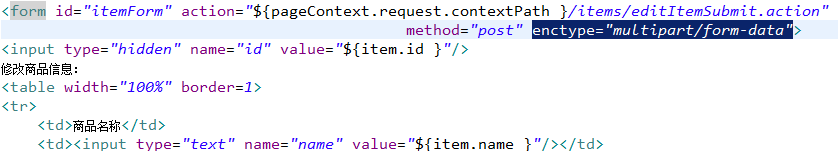 <form id="itemForm" action="${pageContext.request.contextPath }/items/editItemSubmit.action"
method="post" enctype="multipart/form-data">
<input type="hidden" name="id" value="${item.id }"/>
修改商品信息：
<table width="100%" border=1>
<tr>
<td>商品名称</td>
<td><input type="text" name="name" value="${item.name }"/></td>